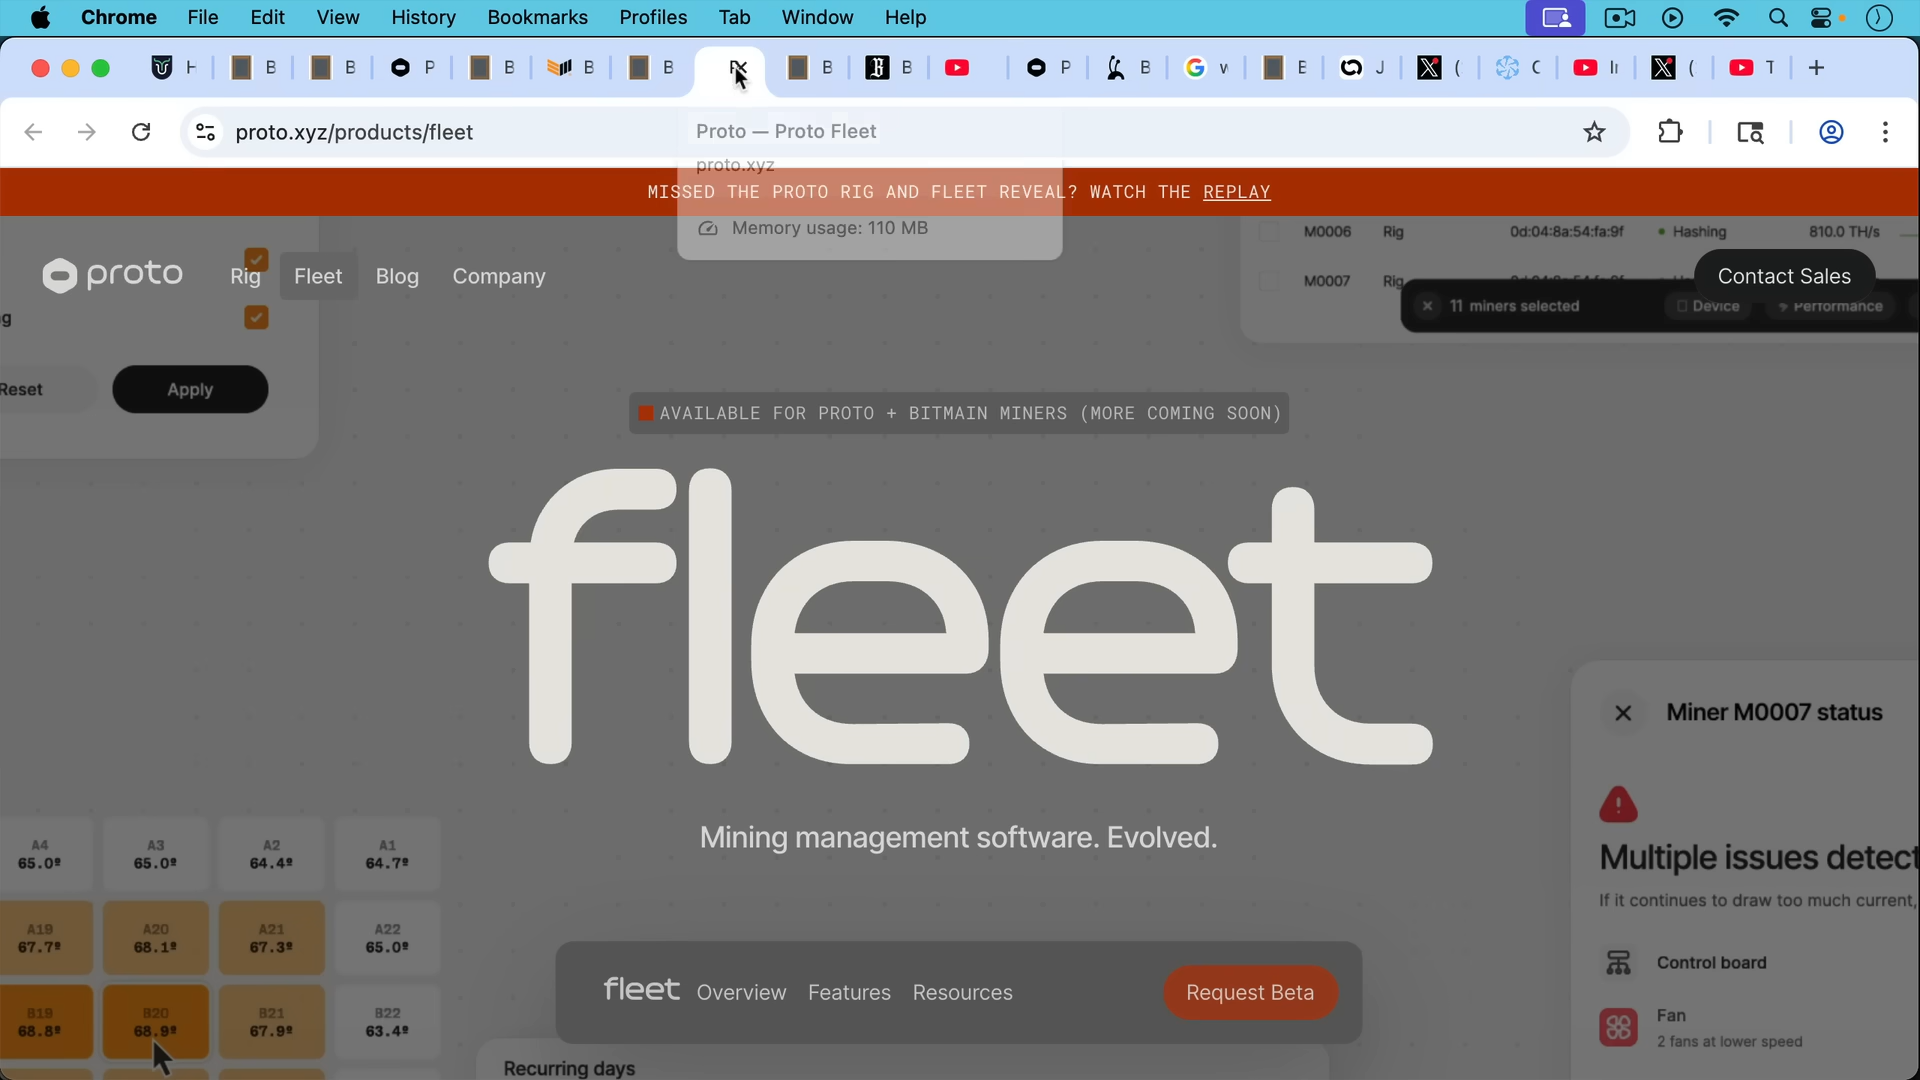 Chrome File Edit View History Bookmarks Profiles Tab Window Help
H B B P B B B B B P B w E J ( C Ir ( T
proto.xyz/products/fleet
Proto — Proto Fleet
proto.xyz
Memory usage: 110 MB
MISSED THE PROTO RIG AND FLEET REVEAL? WATCH THE REPLAY
proto Rig Fleet Blog Company Contact Sales
M0006 Rig 0d:04:8a:54:fa:9f Hashing 810.0 TH/s
M0007 Rig
11 miners selected Device Performance
Reset Apply
AVAILABLE FOR PROTO + BITMAIN MINERS (MORE COMING SOON)
fleet
Mining management software. Evolved.
A4 A3 A2 A1
65.0º 65.0º 64.4º 64.7º
A19 A20 A21 A22
67.7º 68.1º 67.3º 65.0º
B19 B20 B21 B22
68.8º 68.9º 67.9º 63.4º
Miner M0007 status
Multiple issues detect
If it continues to draw too much current,
Control board
Fan
2 fans at lower speed
fleet Overview Features Resources Request Beta
Recurring days